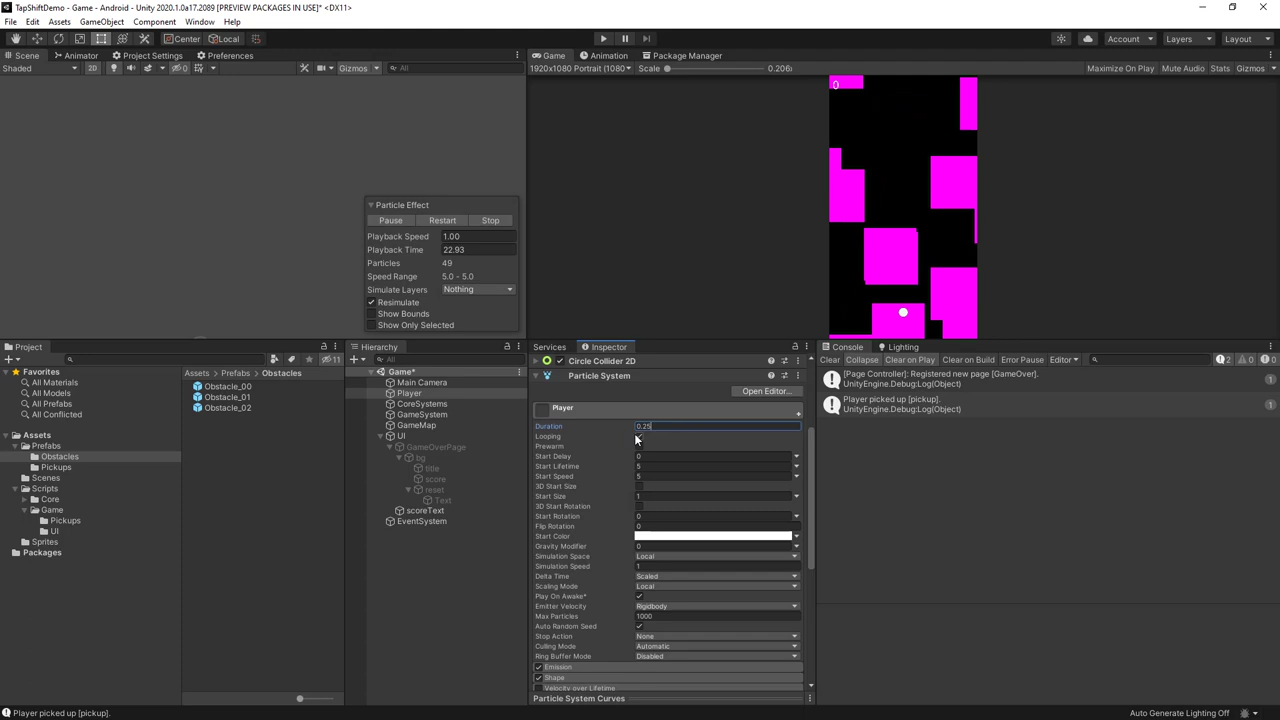 TapShiftDemo - Game - Android - Unity 2020.1.0a17.2089 [PREVIEW PACKAGES IN USE]* <DX11>
File Edit Assets GameObject Component Window Help
Center Local Account Layers Layout
Scene Animator Project Settings Preferences Game Animation Package Manager
Shaded 2D 0 Gizmos All 1920x1080 Portrait (1080 Scale 0.206: Maximize On Play Mute Audio Stats Gizmos
0
Particle Effect
Pause Restart Stop
Playback Speed 1.00
Playback Time 22.93
Particles 49
Speed Range 5.0 - 5.0
Simulate Layers Nothing
Resimulate
Show Bounds
Show Only Selected
Project
11
Favorites
All Materials
All Models
All Prefabs
All Conflicted
Assets
Prefabs
Obstacles
Pickups
Scenes
Scripts
Core
Game
Pickups
UI
Sprites
Packages
Assets Prefabs Obstacles
Obstacle_00
Obstacle_01
Obstacle_02
Hierarchy
All
Game*
Main Camera
Player
CoreSystems
GameSystem
GameMap
UI
GameOverPage
bg
title
score
reset
Text
scoreText
EventSystem
Services Inspector
Circle Collider 2D
Particle System
Open Editor...
Player
Duration 0.25
Looping
Prewarm
Start Delay 0
Start Lifetime 5
Start Speed 5
3D Start Size
Start Size 1
3D Start Rotation
Start Rotation 0
Flip Rotation 0
Start Color
Gravity Modifier 0
Simulation Space Local
Simulation Speed 1
Delta Time Scaled
Scaling Mode Local
Play On Awake*
Emitter Velocity Rigidbody
Max Particles 1000
Auto Random Seed
Stop Action None
Culling Mode Automatic
Ring Buffer Mode Disabled
Emission
Shape
Velocity over Lifetime
Particle System Curves
Console Lighting
Clear Collapse Clear on Play Clear on Build Error Pause Editor 2 0 0
[Page Controller]: Registered new page [GameOver].
UnityEngine.Debug:Log(Object)
1
Player picked up [pickup].
UnityEngine.Debug:Log(Object)
1
Player picked up [pickup].
Auto Generate Lighting Off